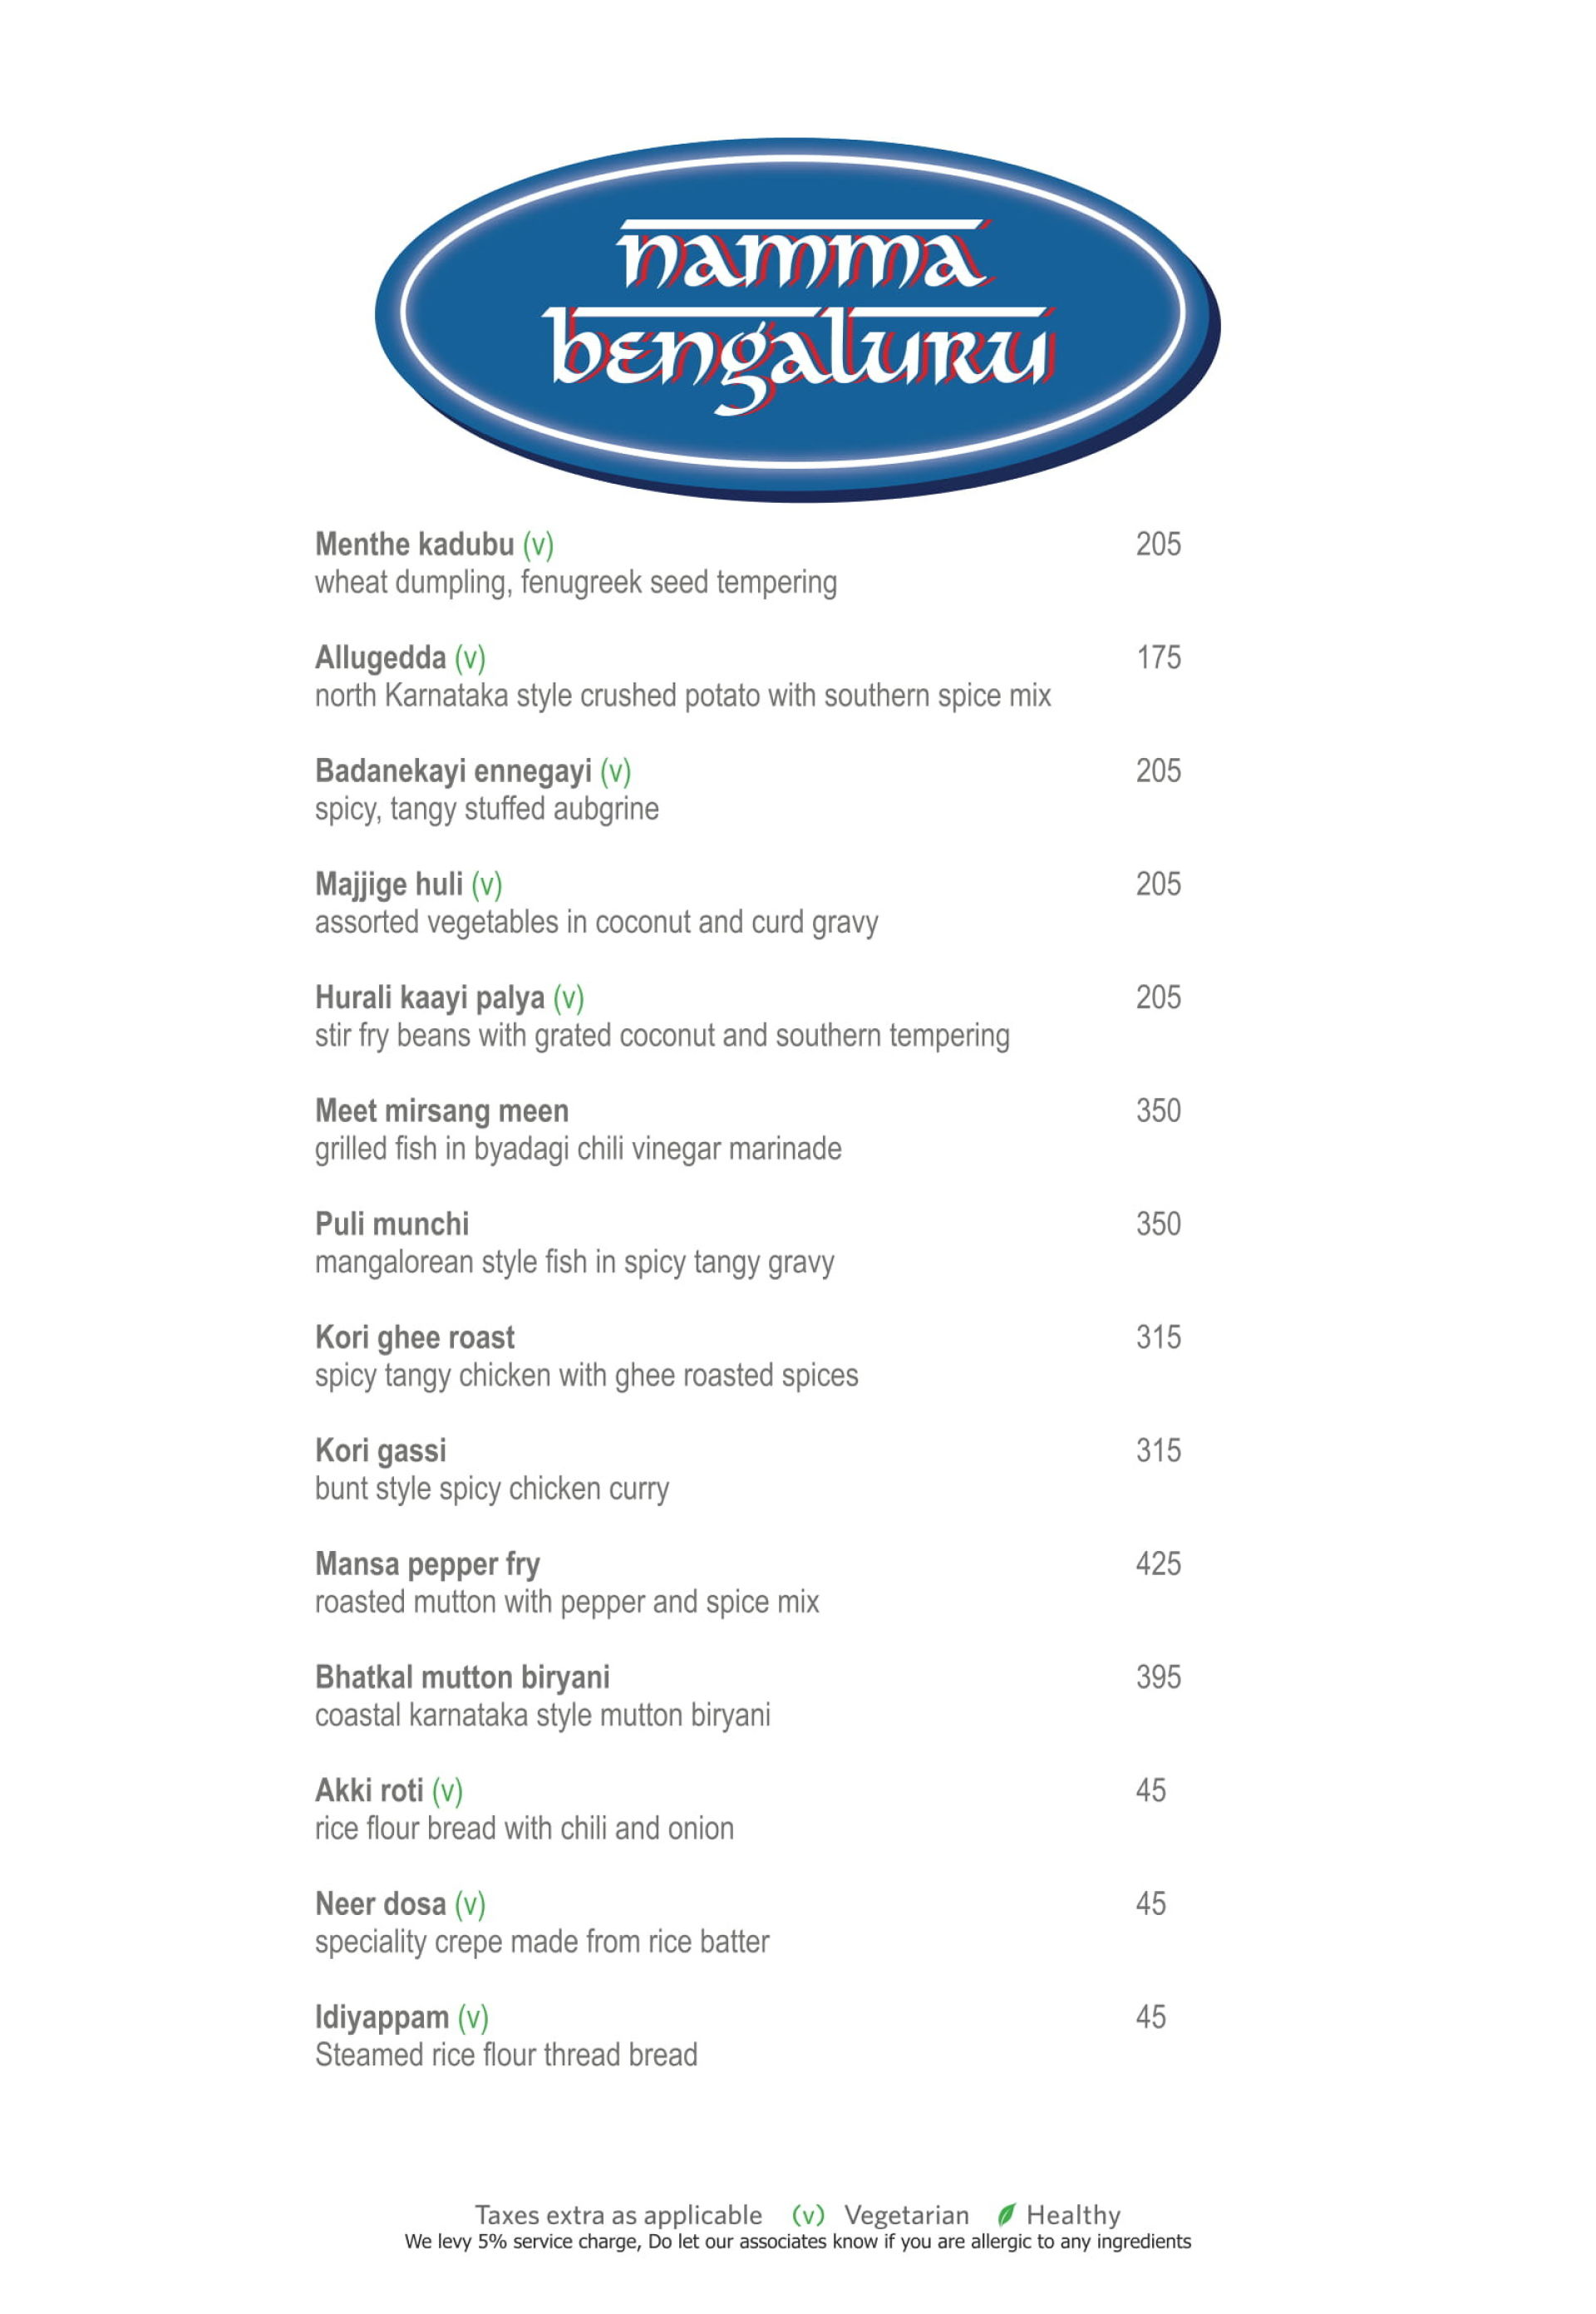 namma
bengaluru
Menthe kadubu (v) 205
wheat dumpling, fenugreek seed tempering
Allugedda (v) 175
north Karnataka style crushed potato with southern spice mix
Badanekayi ennegayi (v) 205
spicy, tangy stuffed aubgrine
Majjige huli (v) 205
assorted vegetables in coconut and curd gravy
Hurali kaayi palya (v) 205
stir fry beans with grated coconut and southern tempering
Meet mirsang meen 350
grilled fish in byadagi chili vinegar marinade
Puli munchi 350
mangalorean style fish in spicy tangy gravy
Kori ghee roast 315
spicy tangy chicken with ghee roasted spices
Kori gassi 315
bunt style spicy chicken curry
Mansa pepper fry 425
roasted mutton with pepper and spice mix
Bhatkal mutton biryani 395
coastal karnataka style mutton biryani
Akki roti (v) 45
rice flour bread with chili and onion
Neer dosa (v) 45
speciality crepe made from rice batter
Idiyappam (v) 45
Steamed rice flour thread bread
Taxes extra as applicable (v) Vegetarian Healthy
We levy 5% service charge, Do let our associates know if you are allergic to any ingredients